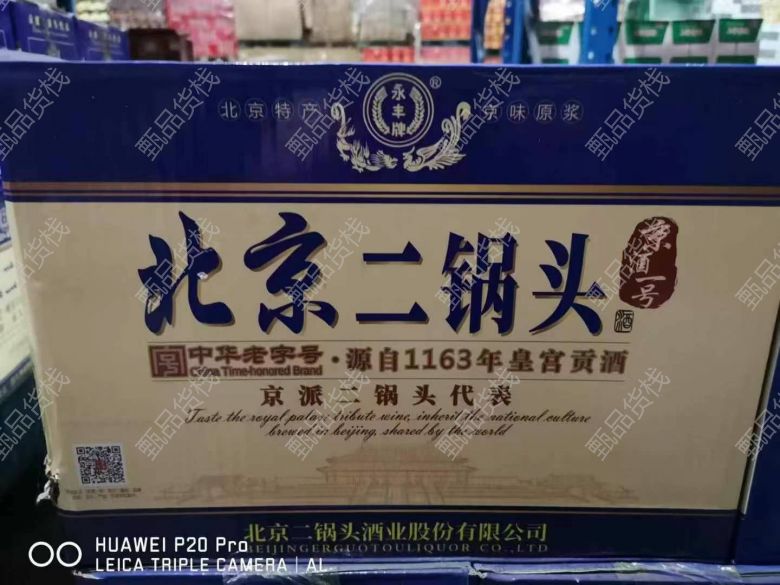 北京特产
永丰牌
®
京味原浆
北京二锅头
京酒一号
酒
中华老字号
China Time-honored Brand
·源自1163年皇宫贡酒
京派二锅头代表
Taste the royal palace tribute wine, inherit the national culture
brewed in beijing, shared by the world
北京二锅头酒业股份有限公司
BEIJINGERGUOTOULIQUOR CO.,LTD
HUAWEI P20 Pro
LEICA TRIPLE CAMERA | AL
甄品货栈